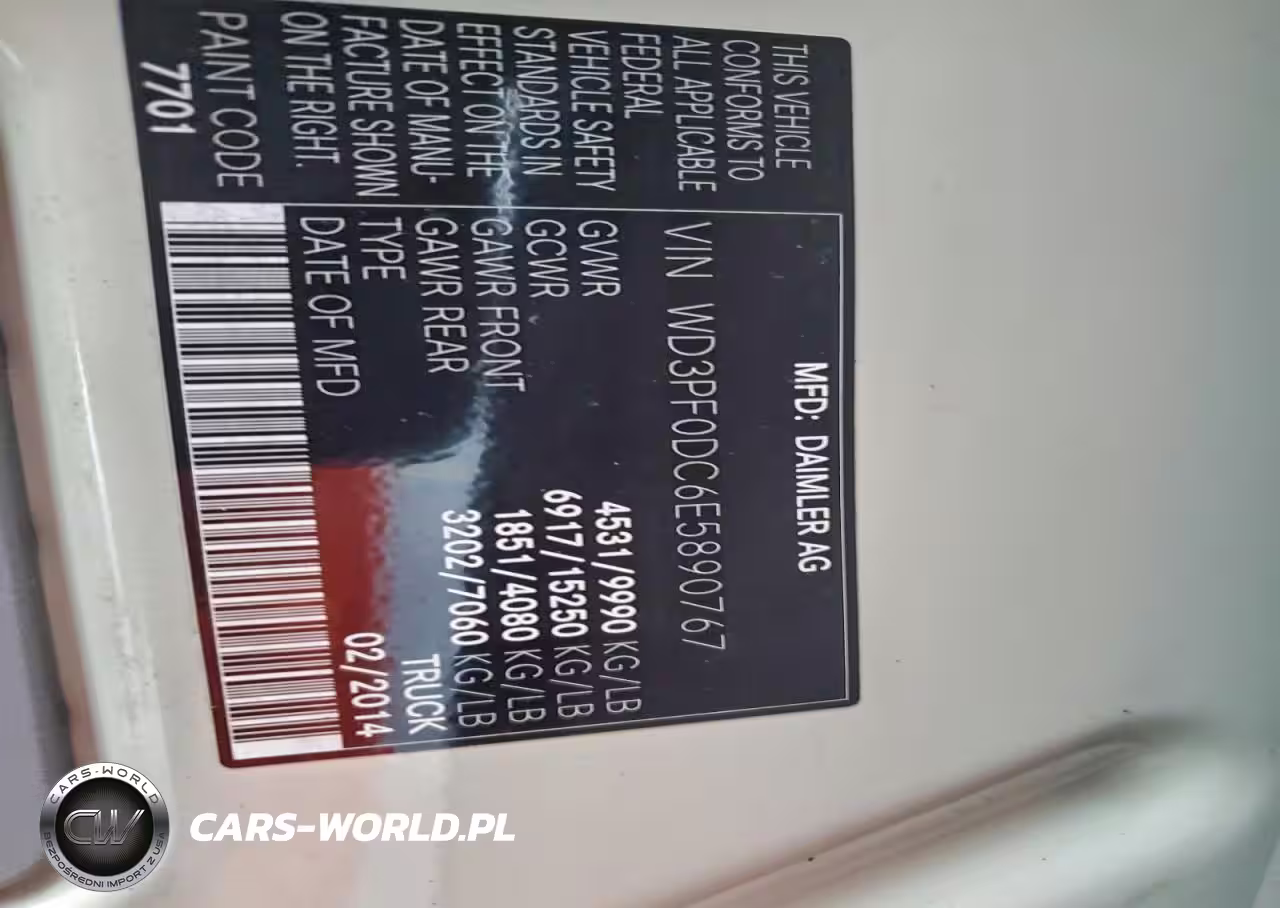 MFD: DAIMLER AG
THIS VEHICLE
CONFORMS TO
ALL APPLICABLE
FEDERAL
VEHICLE SAFETY
STANDARDS IN
EFFECT ON THE
DATE OF MANU-
FACTURE SHOWN
ON THE RIGHT.
PAINT CODE
7701
VIN WD3PF0DC6E5890767
GVWR 4531/9990 KG/LB
GCWR 6917/15250 KG/LB
GAWR FRONT 1851/4080 KG/LB
GAWR REAR 3202/7060 KG/LB
TYPE TRUCK
DATE OF MFD 02/2014
CARS-WORLD
CW
BEZPOŚREDNI IMPORT Z USA
CARS-WORLD.PL